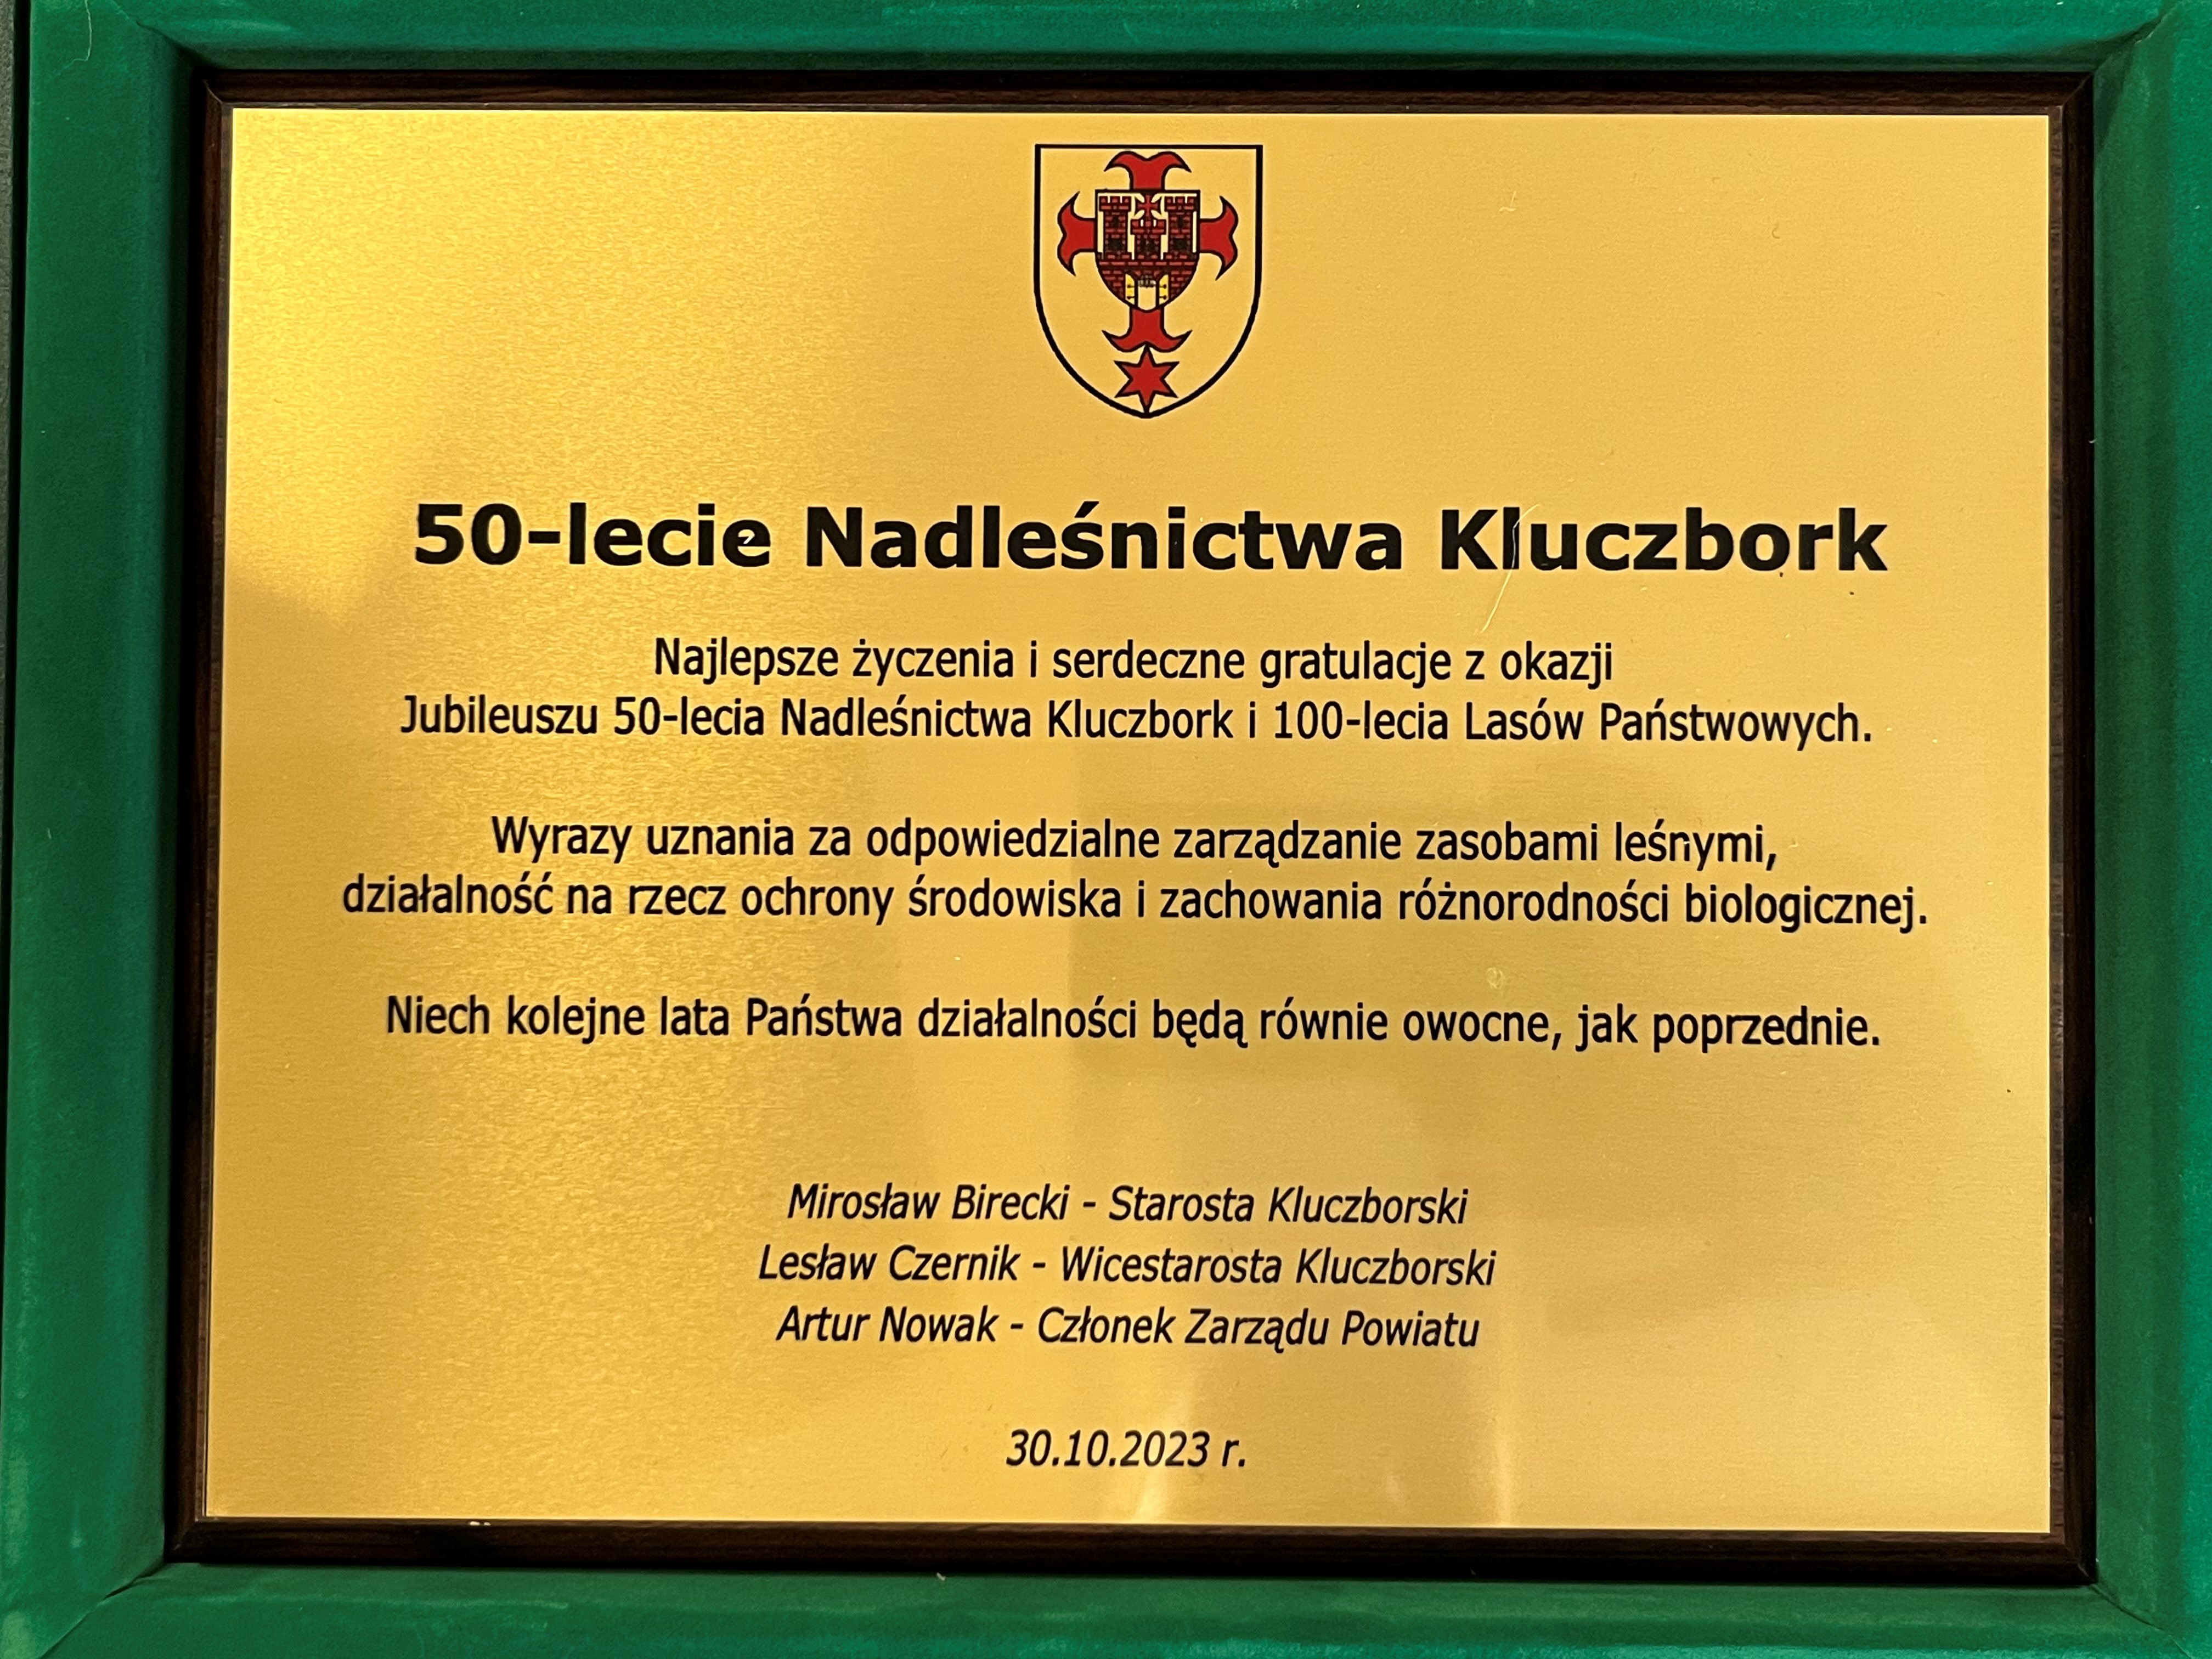 50-lecie Nadleśnictwa Kluczbork
Najlepsze życzenia i serdeczne gratulacje z okazji
Jubileuszu 50-lecia Nadleśnictwa Kluczbork i 100-lecia Lasów Państwowych.
Wyrazy uznania za odpowiedzialne zarządzanie zasobami leśnymi,
działalność na rzecz ochrony środowiska i zachowania różnorodności biologicznej.
Niech kolejne lata Państwa działalności będą równie owocne, jak poprzednie.
Mirosław Birecki - Starosta Kluczborski
Lesław Czernik - Wicestarosta Kluczborski
Artur Nowak - Członek Zarządu Powiatu
30.10.2023 r.